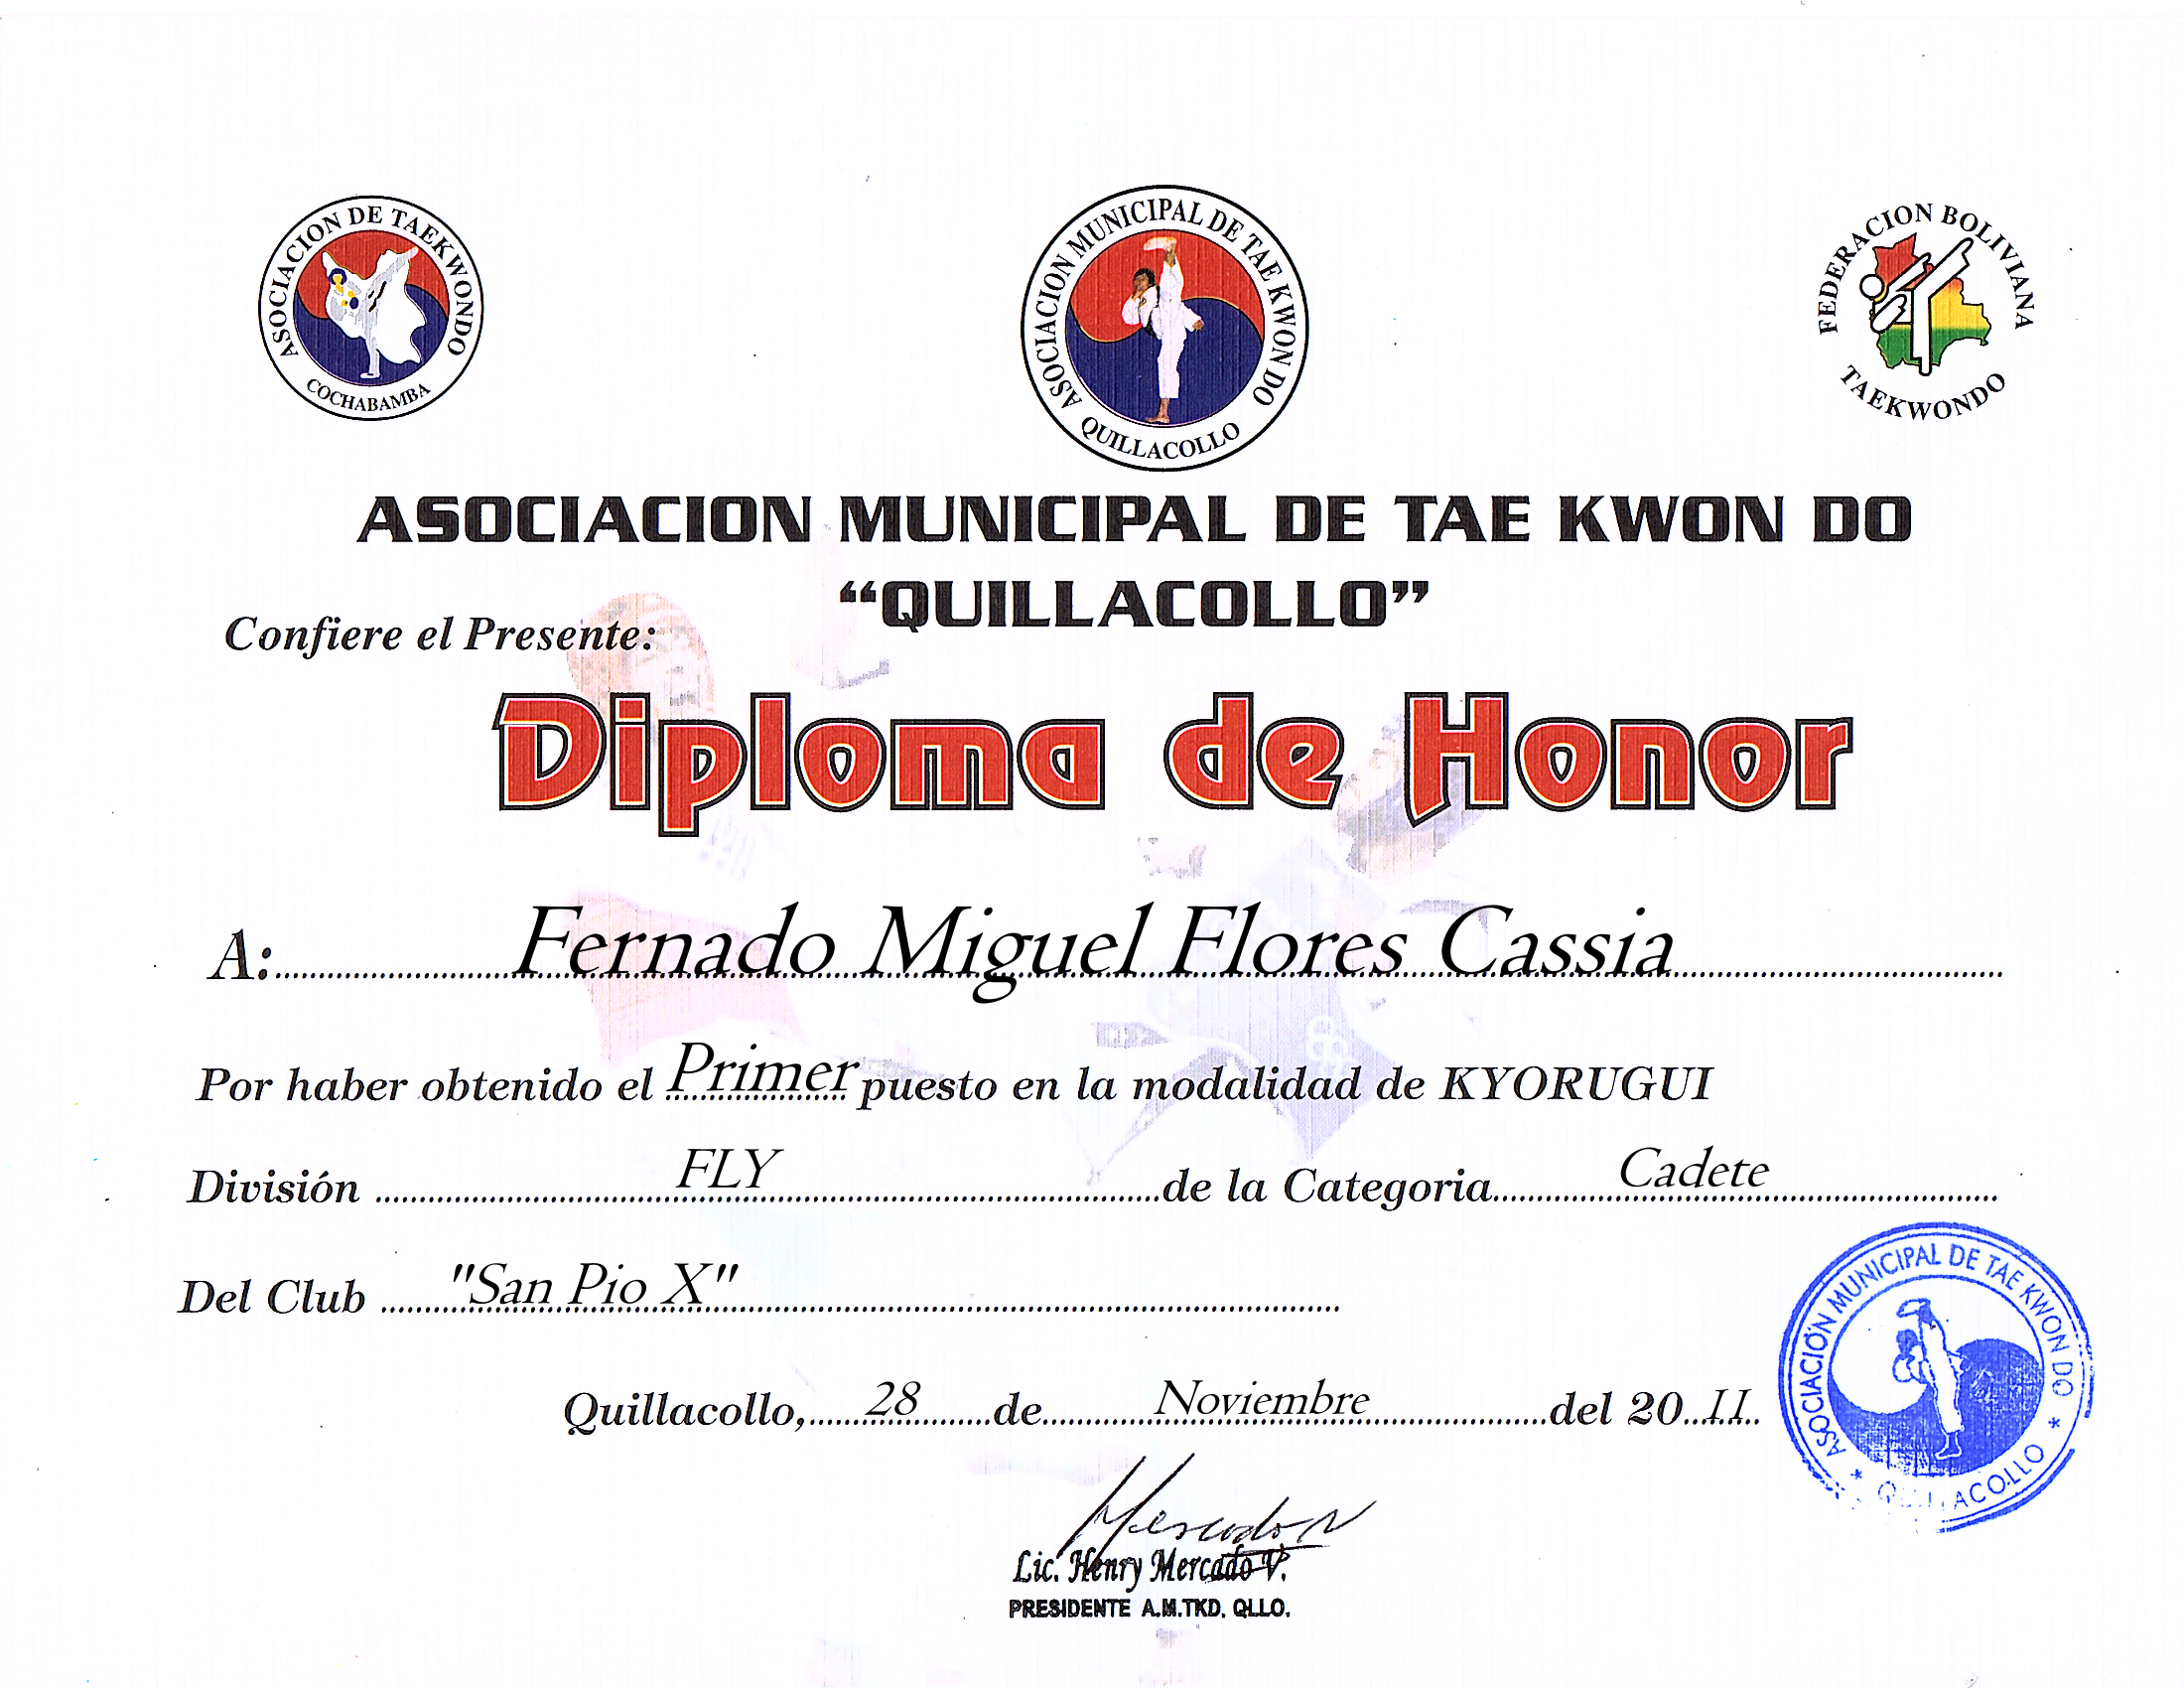 ASOCIACION DE TAEKWONDO
COCHABAMBA
ASOCIACION MUNICIPAL DE TAE KWON DO
QUILLACOLLO
FEDERACION BOLIVIANA
TAEKWONDO
ASOCIACION MUNICIPAL DE TAE KWON DO
“QUILLACOLLO”
Confiere el Presente:
Diploma de Honor
A: Fernado Miguel Flores Cassia
Por haber obtenido el Primer puesto en la modalidad de KYORUGUI
División FLY de la Categoria Cadete
Del Club "San Pio X"
Quillacollo, 28 de Noviembre del 20 II
ASOCIACIÓN MUNICIPAL DE TAE KWON DO
* QUILLACOLLO *
Mercado V
Lic. Henry Mercado V.
PRESIDENTE A.M.TKD. QLLO.